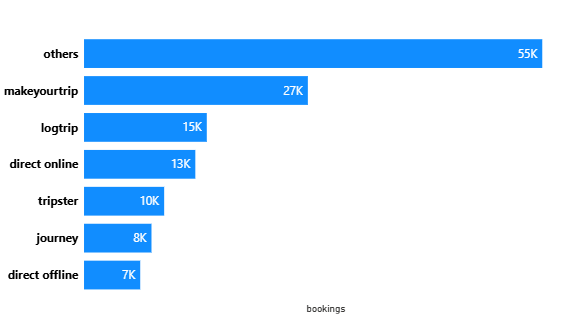 others 55K
makeyourtrip 27K
logtrip 15K
direct online 13K
tripster 10K
journey 8K
direct offline 7K
bookings